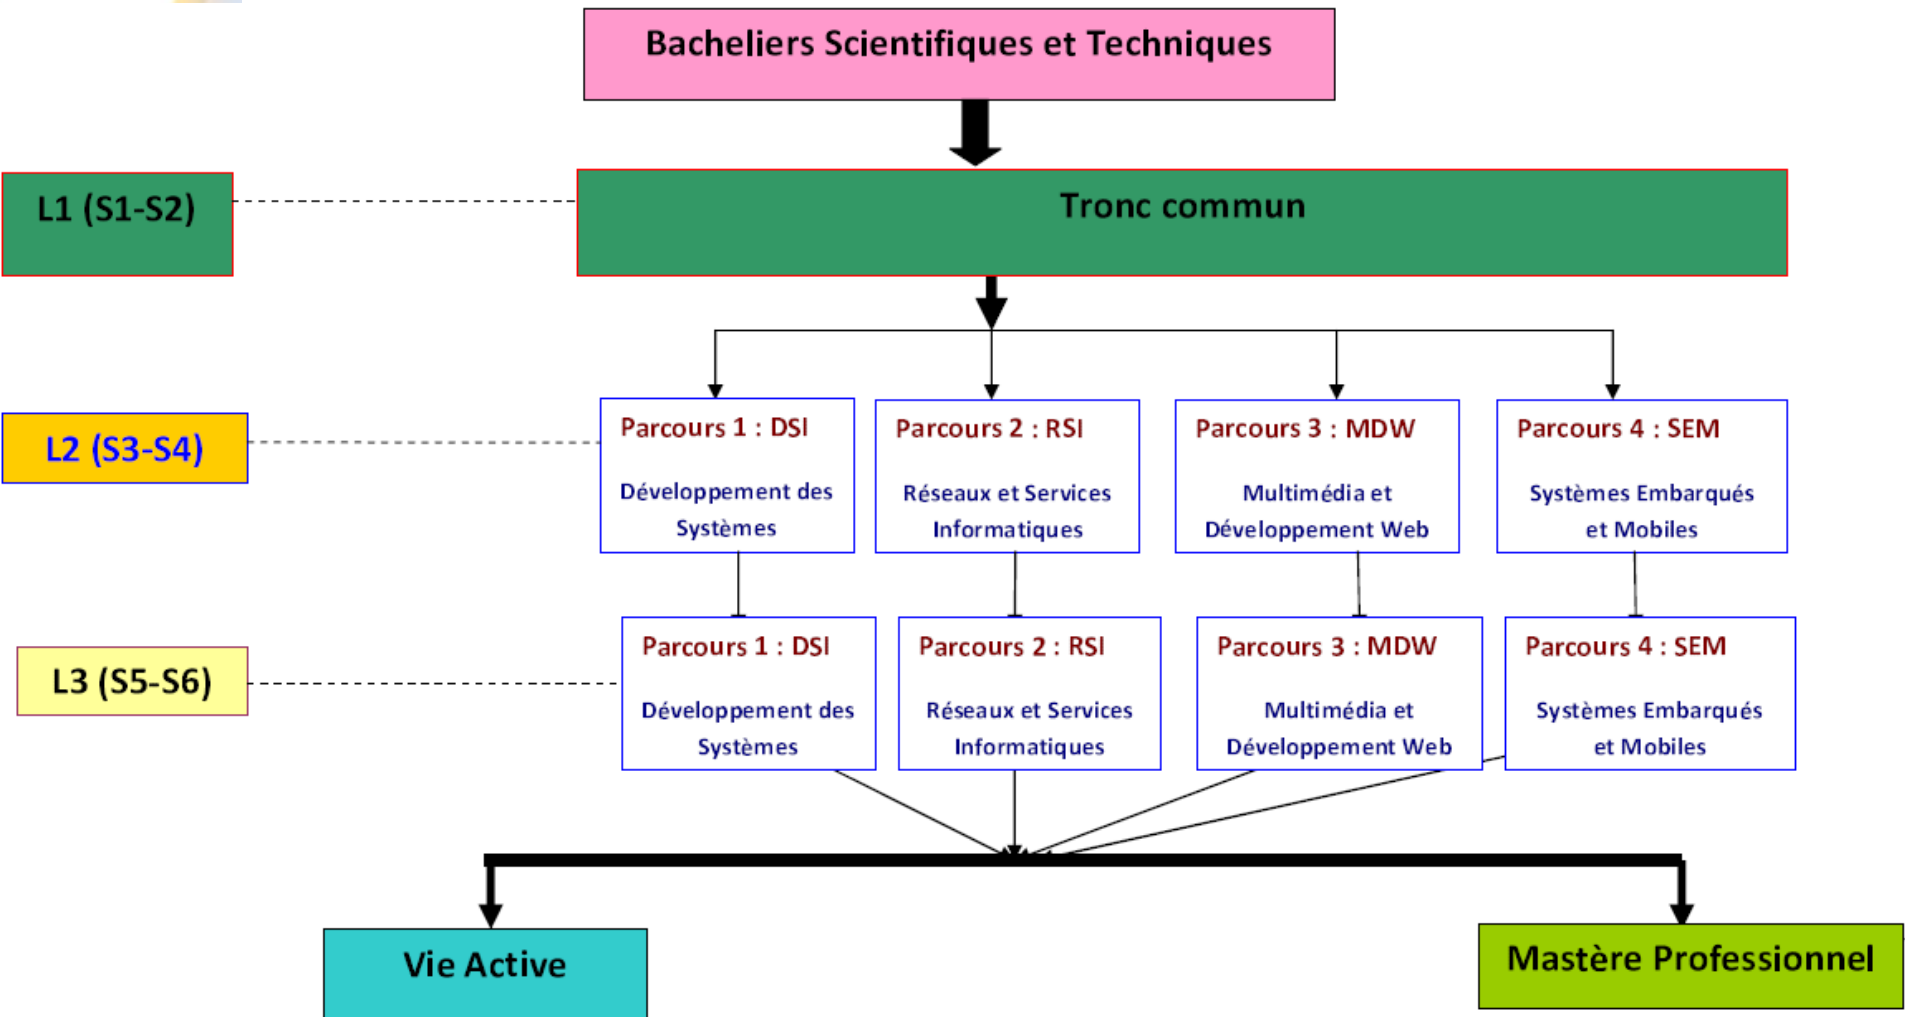 Bacheliers Scientifiques et Techniques
L1 (S1-S2)
Tronc commun
L2 (S3-S4)
Parcours 1 : DSI
Développement des
Systèmes
Parcours 2 : RSI
Réseaux et Services
Informatiques
Parcours 3 : MDW
Multimédia et
Développement Web
Parcours 4 : SEM
Systèmes Embarqués
et Mobiles
L3 (S5-S6)
Parcours 1 : DSI
Développement des
Systèmes
Parcours 2 : RSI
Réseaux et Services
Informatiques
Parcours 3 : MDW
Multimédia et
Développement Web
Parcours 4 : SEM
Systèmes Embarqués
et Mobiles
Vie Active
Mastère Professionnel